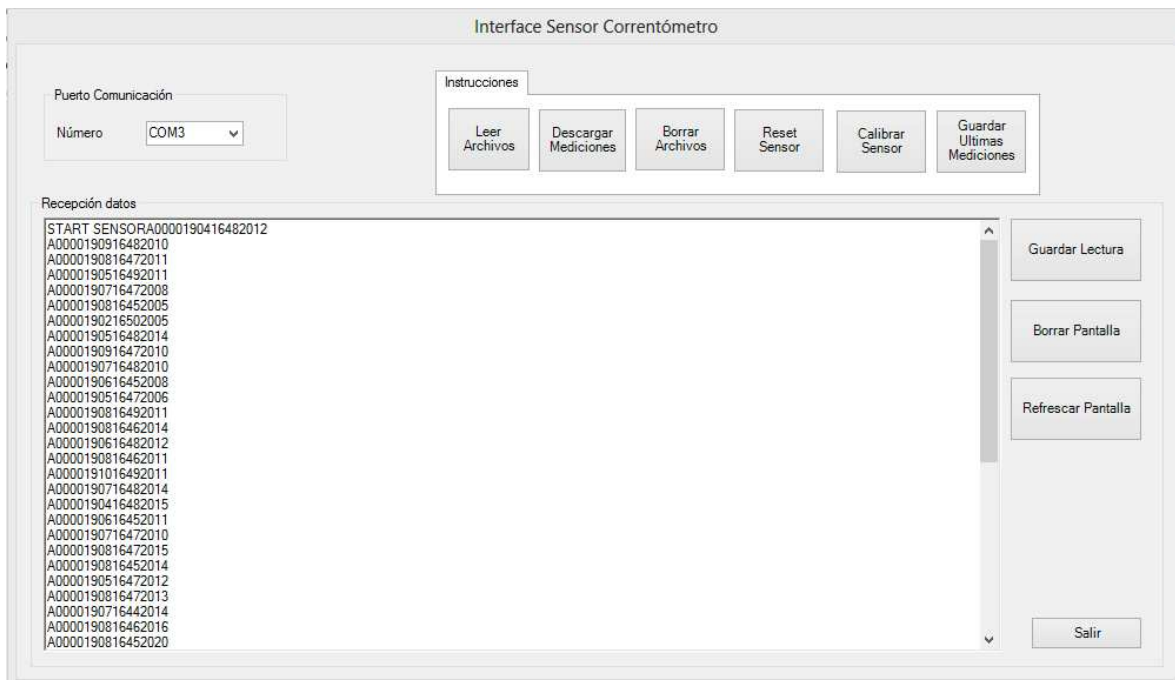 Interface Sensor Correntómetro
Puerto Comunicación
Número
COM3
Instrucciones
Leer
Archivos
Descargar
Mediciones
Borrar
Archivos
Reset
Sensor
Calibrar
Sensor
Guardar
Ultimas
Mediciones
Recepción datos
START SENSORA0000190416482012
A0000190916482010
A0000190816472011
A0000190516492011
A0000190716472008
A0000190816452005
A0000190216502005
A0000190516482014
A0000190916472010
A0000190716482010
A0000190616452008
A0000190516472006
A0000190816492011
A0000190816462014
A0000190616482012
A0000190816462011
A0000191016492011
A0000190716482014
A0000190416482015
A0000190616452011
A0000190716472010
A0000190816472015
A0000190816452014
A0000190516472012
A0000190816472013
A0000190716442014
A0000190816462016
A0000190816452020
Guardar Lectura
Borrar Pantalla
Refrescar Pantalla
Salir